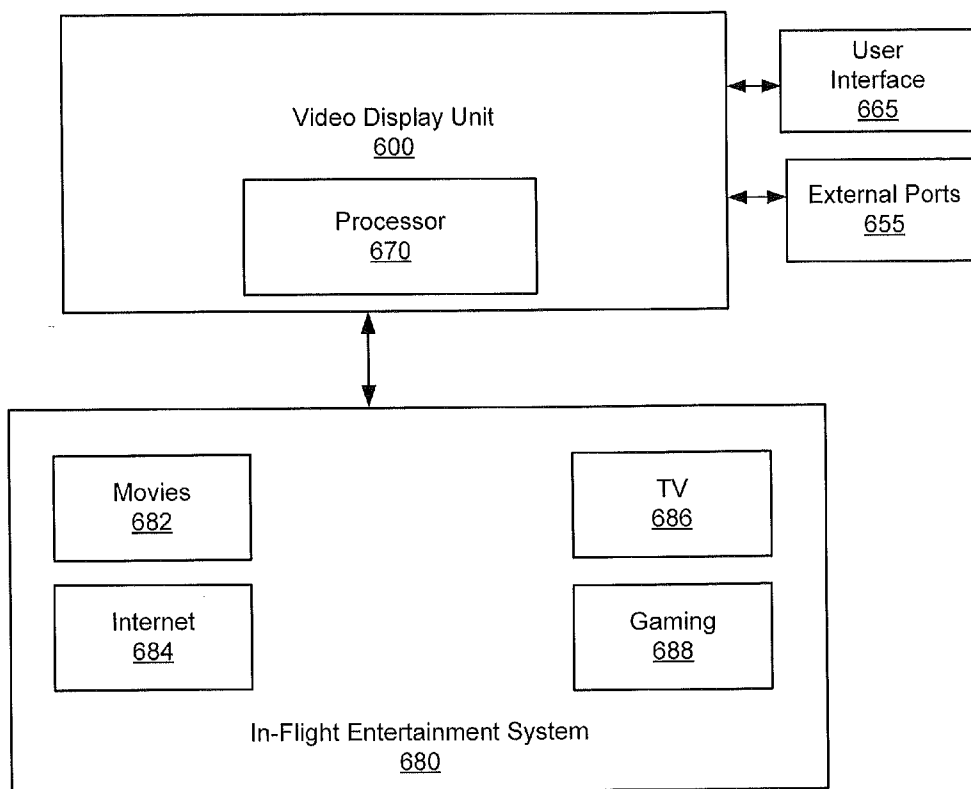 User
Interface
665
Video Display Unit
600
External Ports
655
Processor
670
Movies
682
TV
686
Internet
684
Gaming
688
In-Flight Entertainment System
680